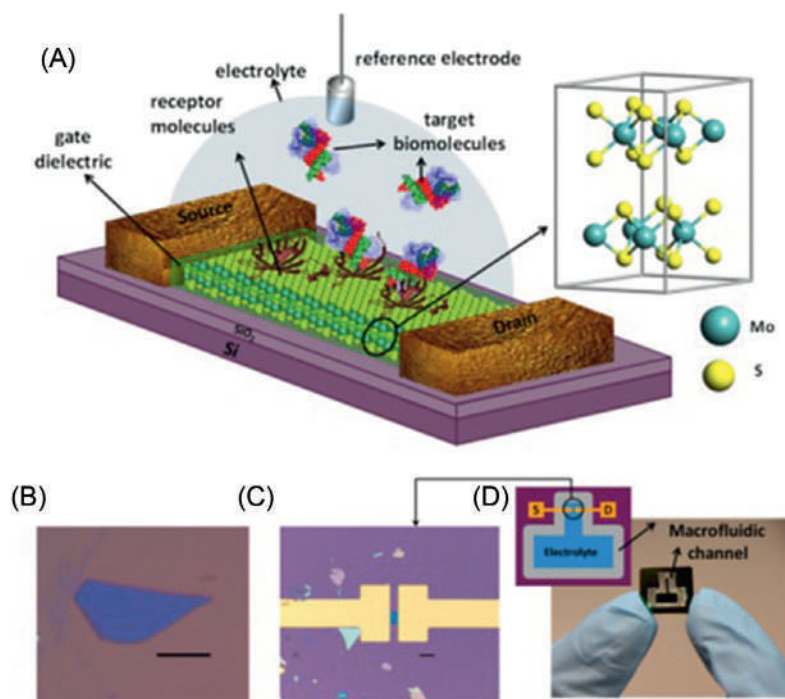 (A)
electrolyte
reference electrode
receptor
molecules
target
biomolecules
gate
dielectric
Source
Drain
SiO2
Si
Mo
S
(B)
(C)
(D)
S
D
Electrolyte
Macrofluidic
channel